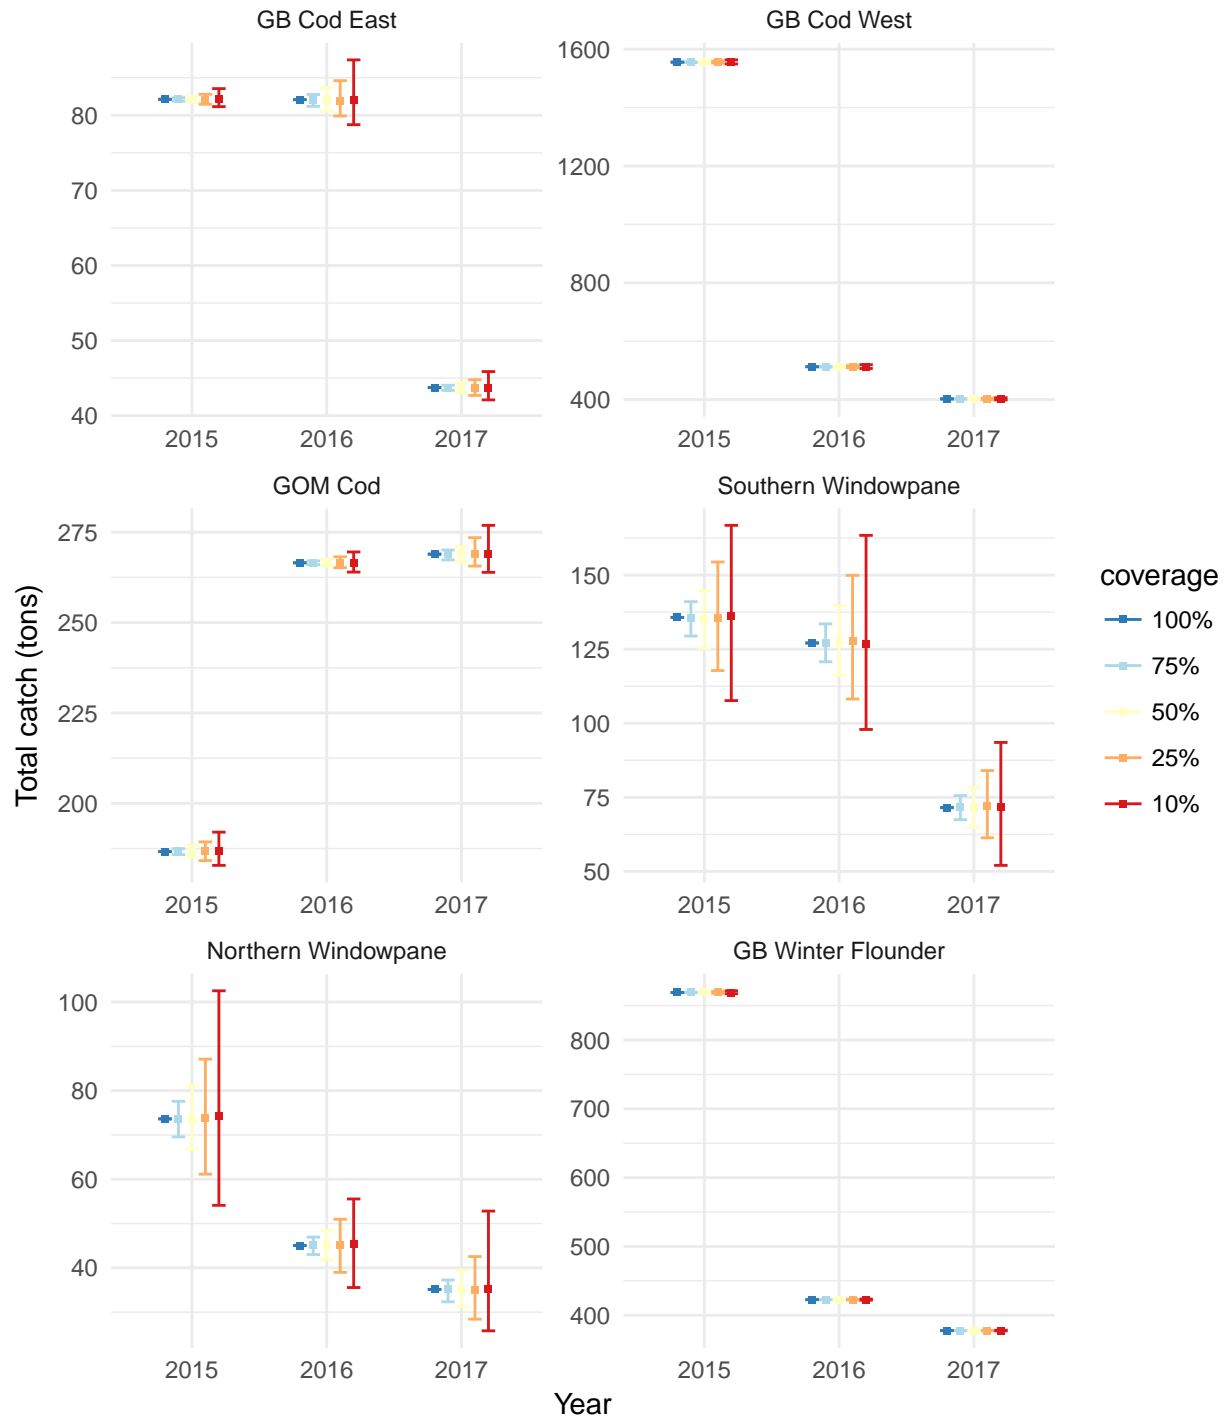 GB Cod East
GB Cod West
80
70
60
50
40
2015 2016 2017
1600
1200
800
400
2015 2016 2017
GOM Cod
Southern Windowpane
275
250
225
200
2015 2016 2017
150
125
100
75
50
2015 2016 2017
Northern Windowpane
GB Winter Flounder
100
80
60
40
2015 2016 2017
800
700
600
500
400
2015 2016 2017
Total catch (tons)
Year
coverage
100%
75%
50%
25%
10%